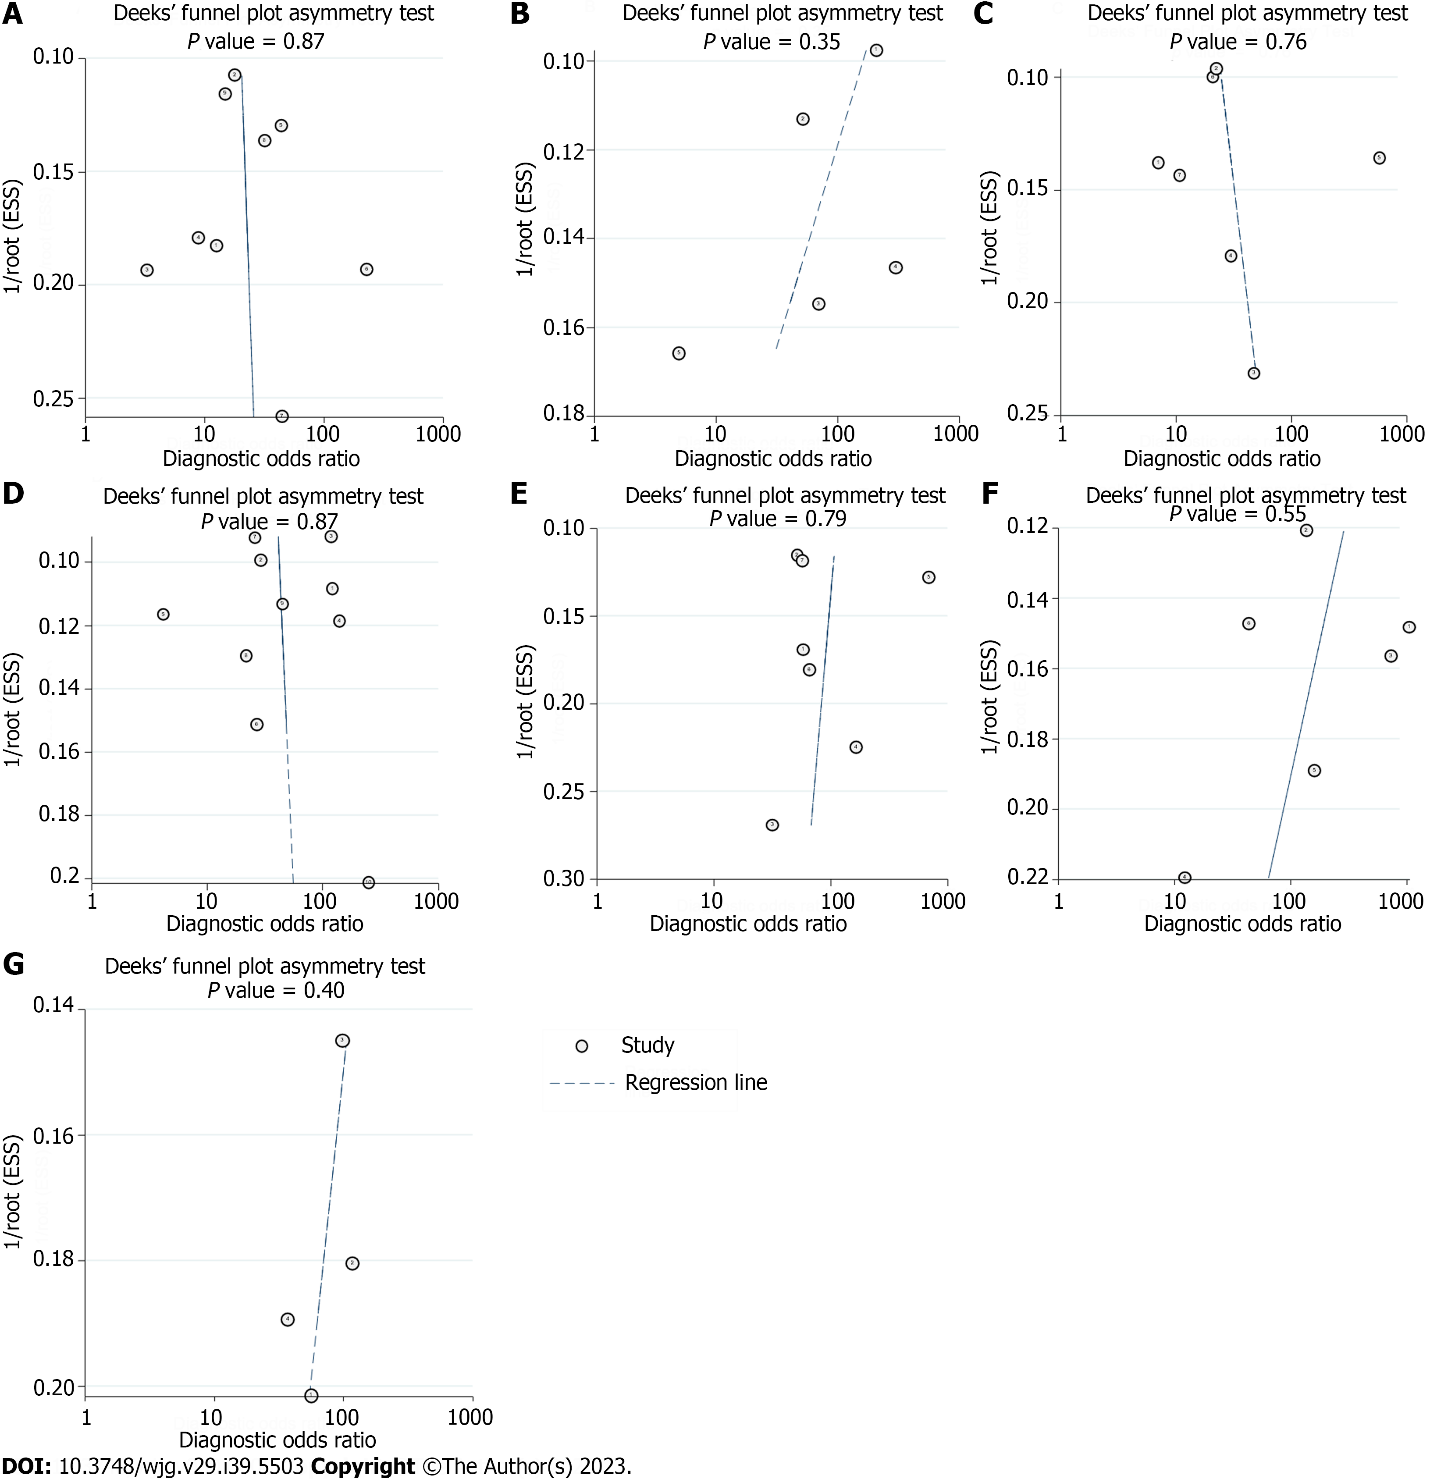 A
Deeks’ funnel plot asymmetry test
P value = 0.87
1/root (ESS)
0.10
0.15
0.20
0.25
1 10 100 1000
Diagnostic odds ratio
B
Deeks’ funnel plot asymmetry test
P value = 0.35
1/root (ESS)
0.10
0.12
0.14
0.16
0.18
1 10 100 1000
Diagnostic odds ratio
C
Deeks’ funnel plot asymmetry test
P value = 0.76
1/root (ESS)
0.10
0.15
0.20
0.25
1 10 100 1000
Diagnostic odds ratio
D
Deeks’ funnel plot asymmetry test
P value = 0.87
1/root (ESS)
0.10
0.12
0.14
0.16
0.18
0.2
1 10 100 1000
Diagnostic odds ratio
E
Deeks’ funnel plot asymmetry test
P value = 0.79
1/root (ESS)
0.10
0.15
0.20
0.25
0.30
1 10 100 1000
Diagnostic odds ratio
F
Deeks’ funnel plot asymmetry test
P value = 0.55
1/root (ESS)
0.12
0.14
0.16
0.18
0.20
0.22
1 10 100 1000
Diagnostic odds ratio
G
Deeks’ funnel plot asymmetry test
P value = 0.40
1/root (ESS)
0.14
0.16
0.18
0.20
1 10 100 1000
Diagnostic odds ratio
Study
Regression line
DOI: 10.3748/wjg.v29.i39.5503 Copyright ©The Author(s) 2023.